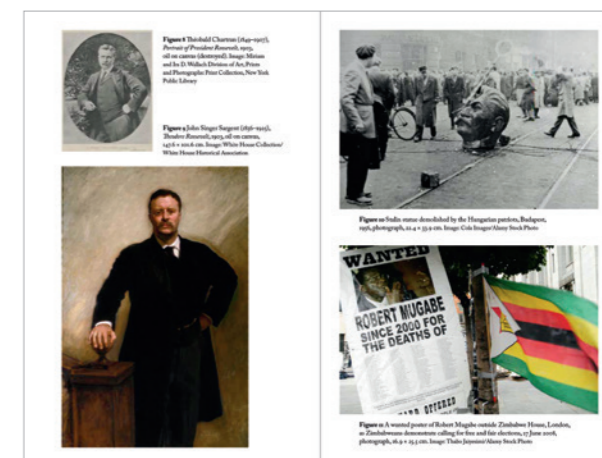 Figure 8 Théobald Chartran (1849–1907),
Portrait of President Roosevelt, 1903,
oil on canvas (destroyed). Image: Miriam
and Ira D. Wallach Division of Art, Prints
and Photographs: Print Collection, New York
Public Library
Figure 9 John Singer Sargent (1856–1925),
Theodore Roosevelt, 1903, oil on canvas,
147.6 × 101.6 cm. Image: White House Collection/
White House Historical Association
Figure 10 Stalin statue demolished by the Hungarian patriots, Budapest,
1956, photograph, 22.4 × 33.9 cm. Image: Cola Images/Alamy Stock Photo
WANTED
ROBERT MUGABE
SINCE 2000 FOR
THE DEATHS OF
OFFERED
Figure 11 A wanted poster of Robert Mugabe outside Zimbabwe House, London,
as Zimbabweans demonstrate calling for free and fair elections, 17 June 2008,
photograph, 16.9 × 25.5 cm. Image: Thabo Jaiyesimi/Alamy Stock Photo